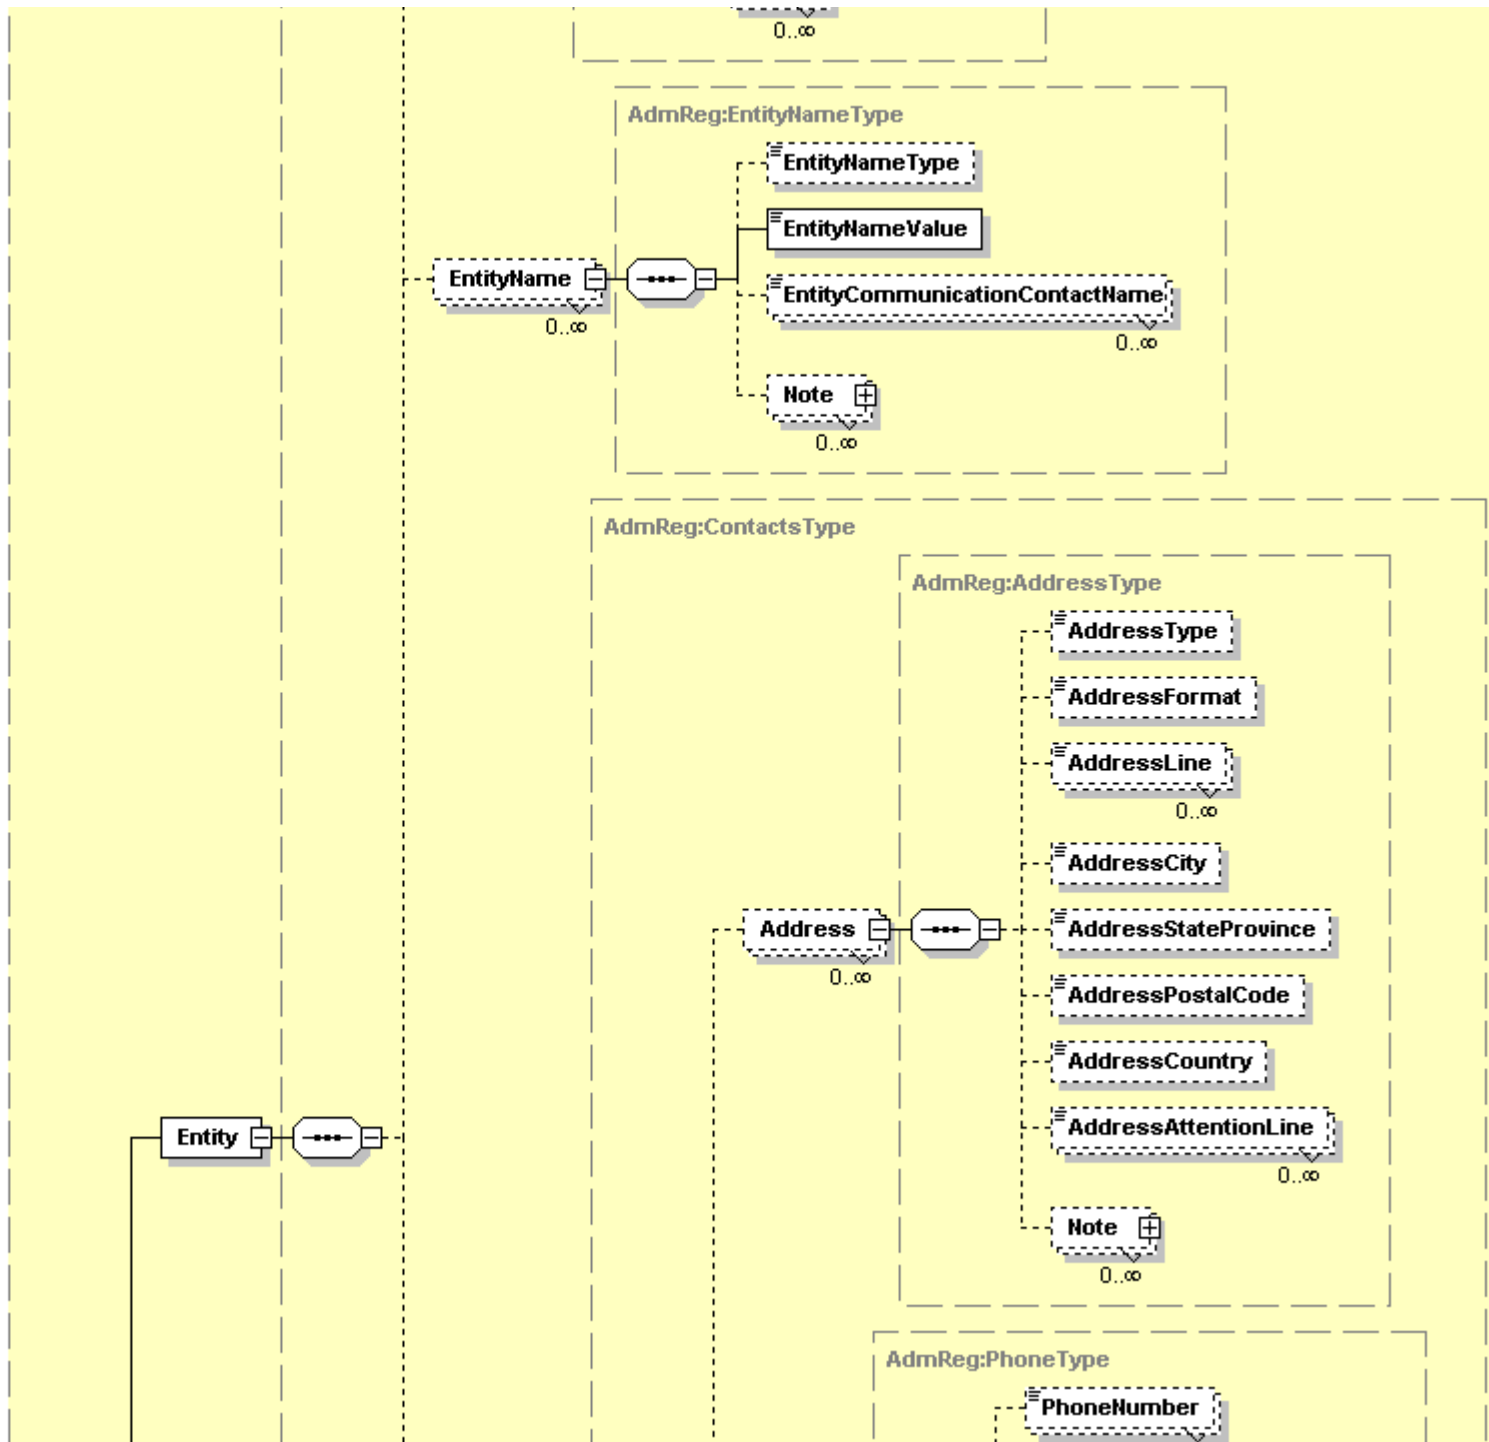 0..∞
AdmReg:EntityNameType
EntityNameType
EntityNameValue
EntityName
0..∞
EntityCommunicationContactName
0..∞
Note
0..∞
AdmReg:ContactsType
AdmReg:AddressType
AddressType
AddressFormat
AddressLine
0..∞
AddressCity
Address
0..∞
AddressStateProvince
AddressPostalCode
AddressCountry
Entity
AddressAttentionLine
0..∞
Note
0..∞
AdmReg:PhoneType
PhoneNumber